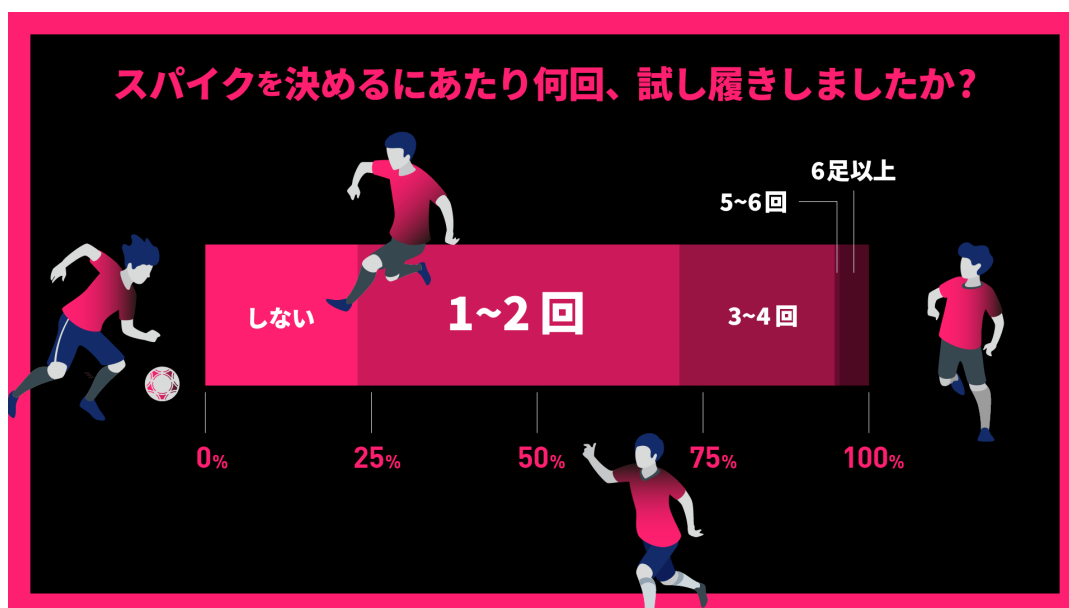 スパイクを決めるにあたり何回、試し履きしましたか?
6足以上
5~6回
しない
1~2回
3~4回
0%
25%
50%
75%
100%